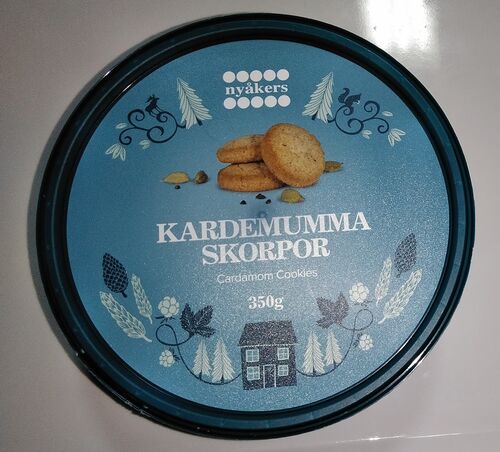 nyåkers
KARDEMUMMA
SKORPOR
Cardamom Cookies
350g